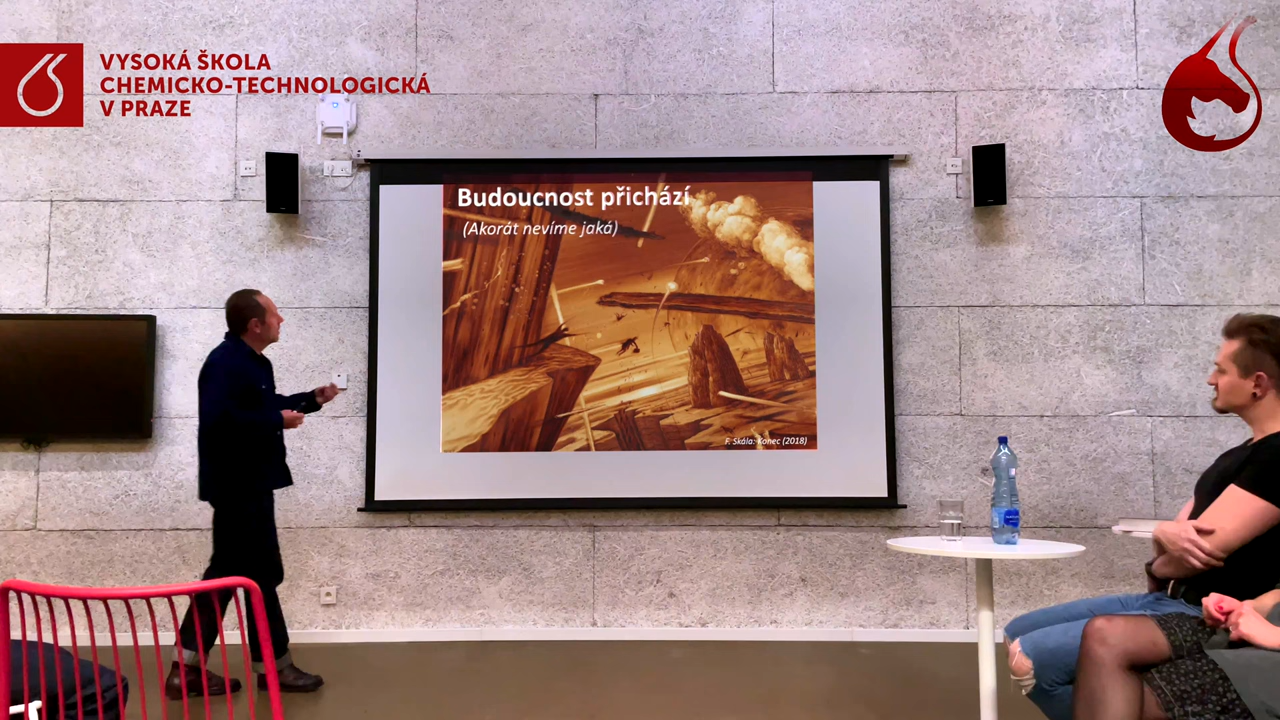 VYSOKÁ ŠKOLA
CHEMICKO-TECHNOLOGICKÁ
V PRAZE
Budoucnost přichází
(Akorát nevíme jaká)
F. Skála: Konec (2018)